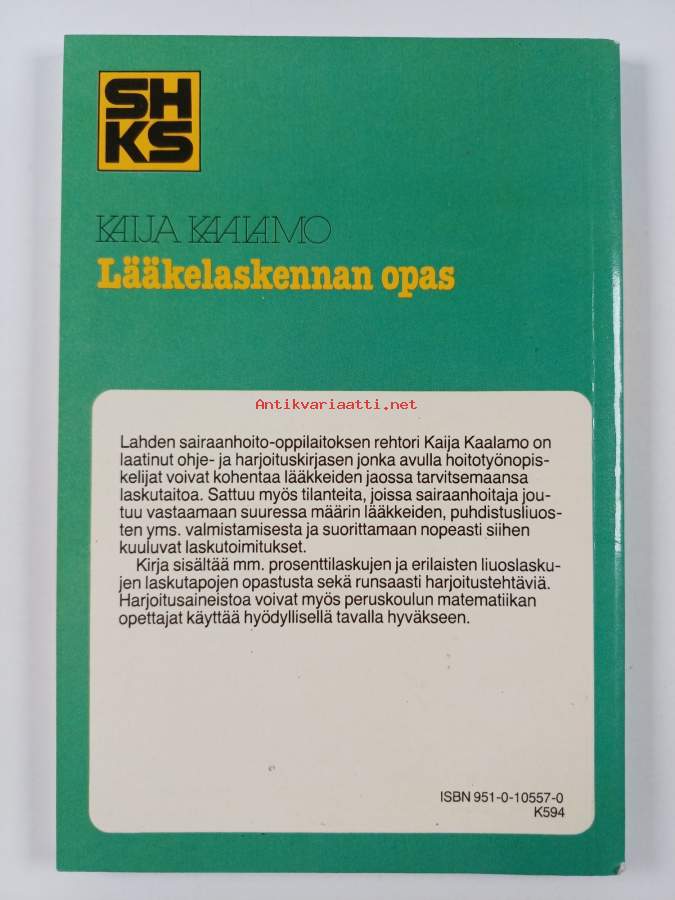 SH
KS
KAIJA KAALAMO
Lääkelaskennan opas
Antikvariaatti.net
Lahden sairaanhoito-oppilaitoksen rehtori Kaija Kaalamo on
laatinut ohje- ja harjoituskirjasen jonka avulla hoitotyönopis-
kelijat voivat kohentaa lääkkeiden jaossa tarvitsemaansa
laskutaitoa. Sattuu myös tilanteita, joissa sairaanhoitaja jou-
tuu vastaamaan suuressa määrin lääkkeiden, puhdistusliuos-
ten yms. valmistamisesta ja suorittamaan nopeasti siihen
kuuluvat laskutoimitukset.
Kirja sisältää mm. prosenttilaskujen ja erilaisten liuoslasku-
jen laskutapojen opastusta sekä runsaasti harjoitustehtäviä.
Harjoitusaineistoa voivat myös peruskoulun matematiikan
opettajat käyttää hyödyllisellä tavalla hyväkseen.
ISBN 951-0-10557-0
K594